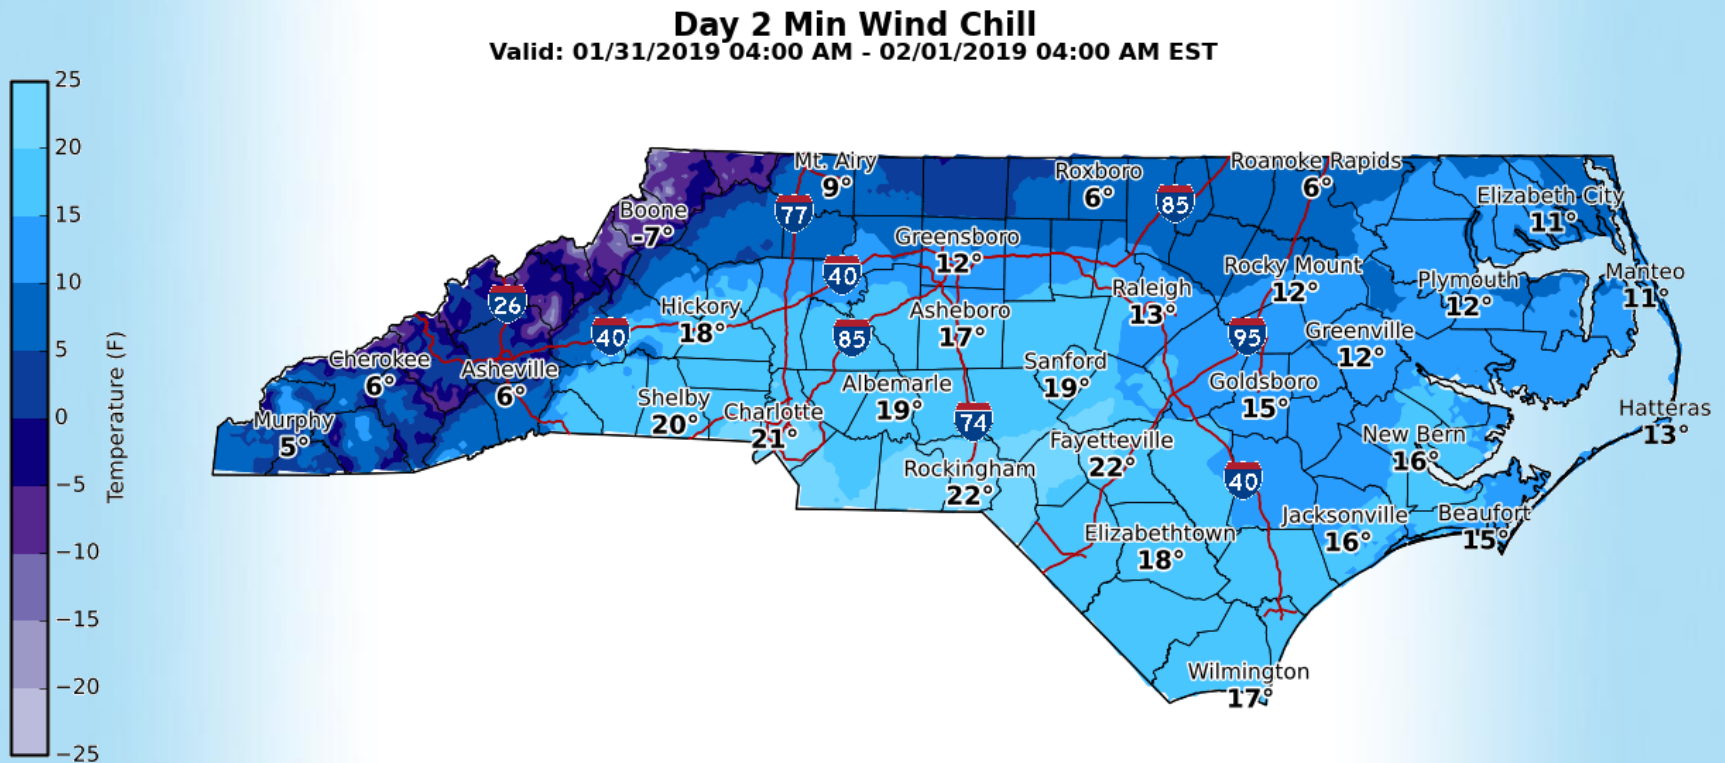 Day 2 Min Wind Chill
Valid: 01/31/2019 04:00 AM - 02/01/2019 04:00 AM EST
25
20
15
10
5
0
−5
−10
−15
−20
−25
Temperature (F)
Mt. Airy
9°
Roxboro
6°
Roanoke Rapids
6°
Elizabeth City
11°
Boone
-7°
77
85
Greensboro
12°
40
Rocky Mount
12°
Plymouth
12°
Manteo
11°
26
Hickory
18°
40
85
Asheboro
17°
Raleigh
13°
95
Greenville
12°
Cherokee
6°
Asheville
6°
Sanford
19°
Albemarle
19°
Goldsboro
15°
Shelby
20°
Charlotte
21°
74
Murphy
5°
Hatteras
13°
Fayetteville
22°
New Bern
16°
Rockingham
22°
40
Jacksonville
16°
Beaufort
15°
Elizabethtown
18°
Wilmington
17°